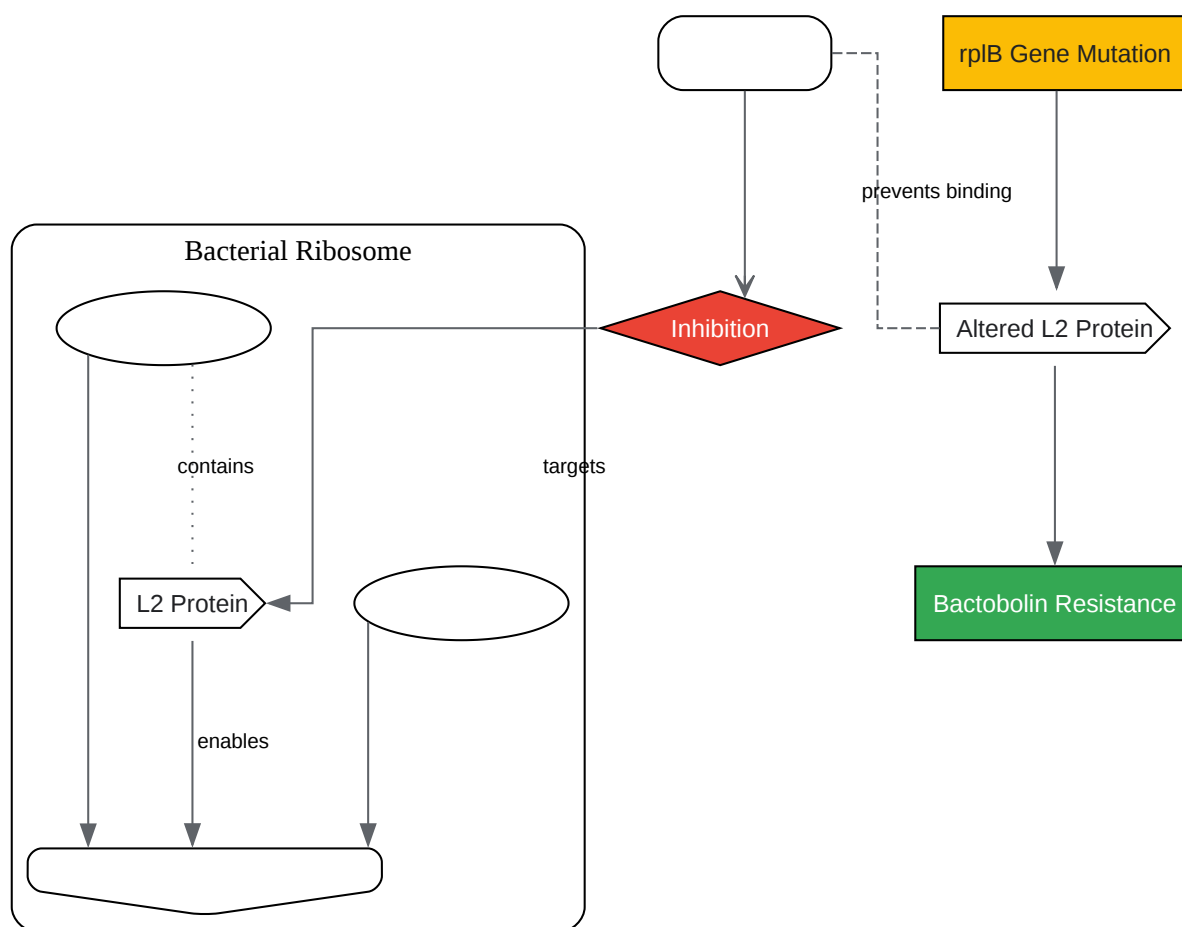 rplB Gene Mutation
prevents binding
Bacterial Ribosome
Inhibition
Altered L2 Protein
contains
targets
L2 Protein
Bactobolin Resistance
enables